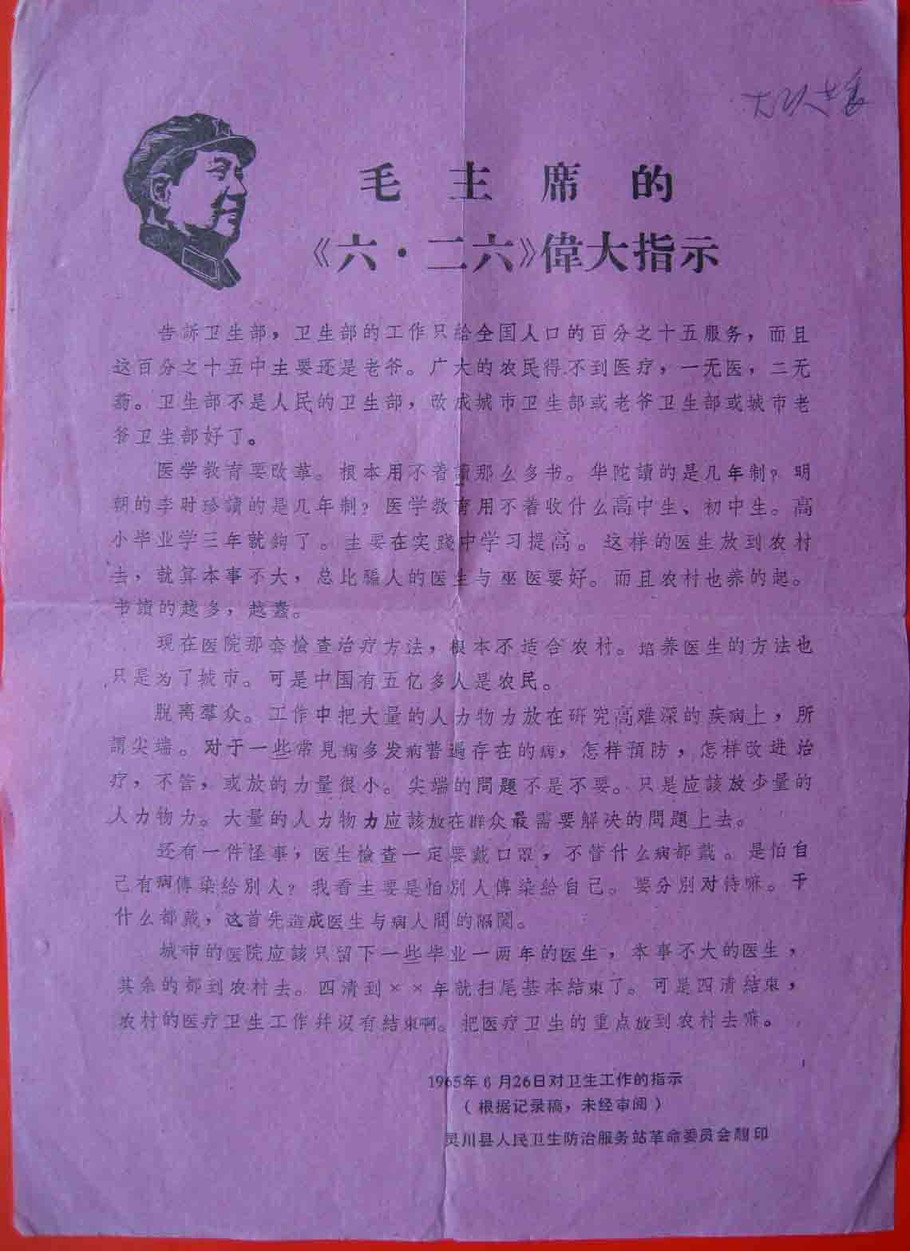 毛主席的
《六·二六》偉大指示
告訴卫生部，卫生部的工作只給全国人口的百分之十五服务，而且
这百分之十五中主要还是老爷。广大的农民得不到医疗，一无医，二无
药。卫生部不是人民的卫生部，改成城市卫生部或老爷卫生部或城市老
爷卫生部好了。
医学教育要改革。根本用不着讀那么多书。华陀讀的是几年制？明
朝的李时珍讀的是几年制？医学教育用不着收什么高中生、初中生。高
小毕业学三年就夠了。主要在实踐中学习提高。这样的医生放到农村
去，就算本事不大，总比騙人的医生与巫医要好。而且农村也养的起。
书讀的越多，越蠢。
現在医院那套检查治疗方法，根本不适合农村。培养医生的方法也
只是为了城市。可是中国有五亿多人是农民。
脱离羣众。工作中把大量的人力物力放在研究高难深的疾病上，所
謂尖端。对于一些常見病多发病普遍存在的病，怎样預防，怎样改进治
疗，不管，或放的力量很小。尖端的問題不是不要。只是应該放少量的
人力物力。大量的人力物力应該放在群众最需要解决的問題上去。
还有一件怪事，医生检查一定要戴口罩，不管什么病都戴。是怕自
己有病傳染給別人？我看主要是怕別人傳染給自己。要分別对待嘛。干
什么都戴，这首先造成医生与病人間的隔閡。
城市的医院应該只留下一些毕业一两年的医生，本事不大的医生，
其余的都到农村去。四清到××年就扫尾基本結束了。可是四清結束，
农村的医疗卫生工作并没有結束啊。把医疗卫生的重点放到农村去嘛。
1965年6月26日对卫生工作的指示
（根据记录稿，未经审阅）
灵川县人民卫生防治服务站革命委员会翻印